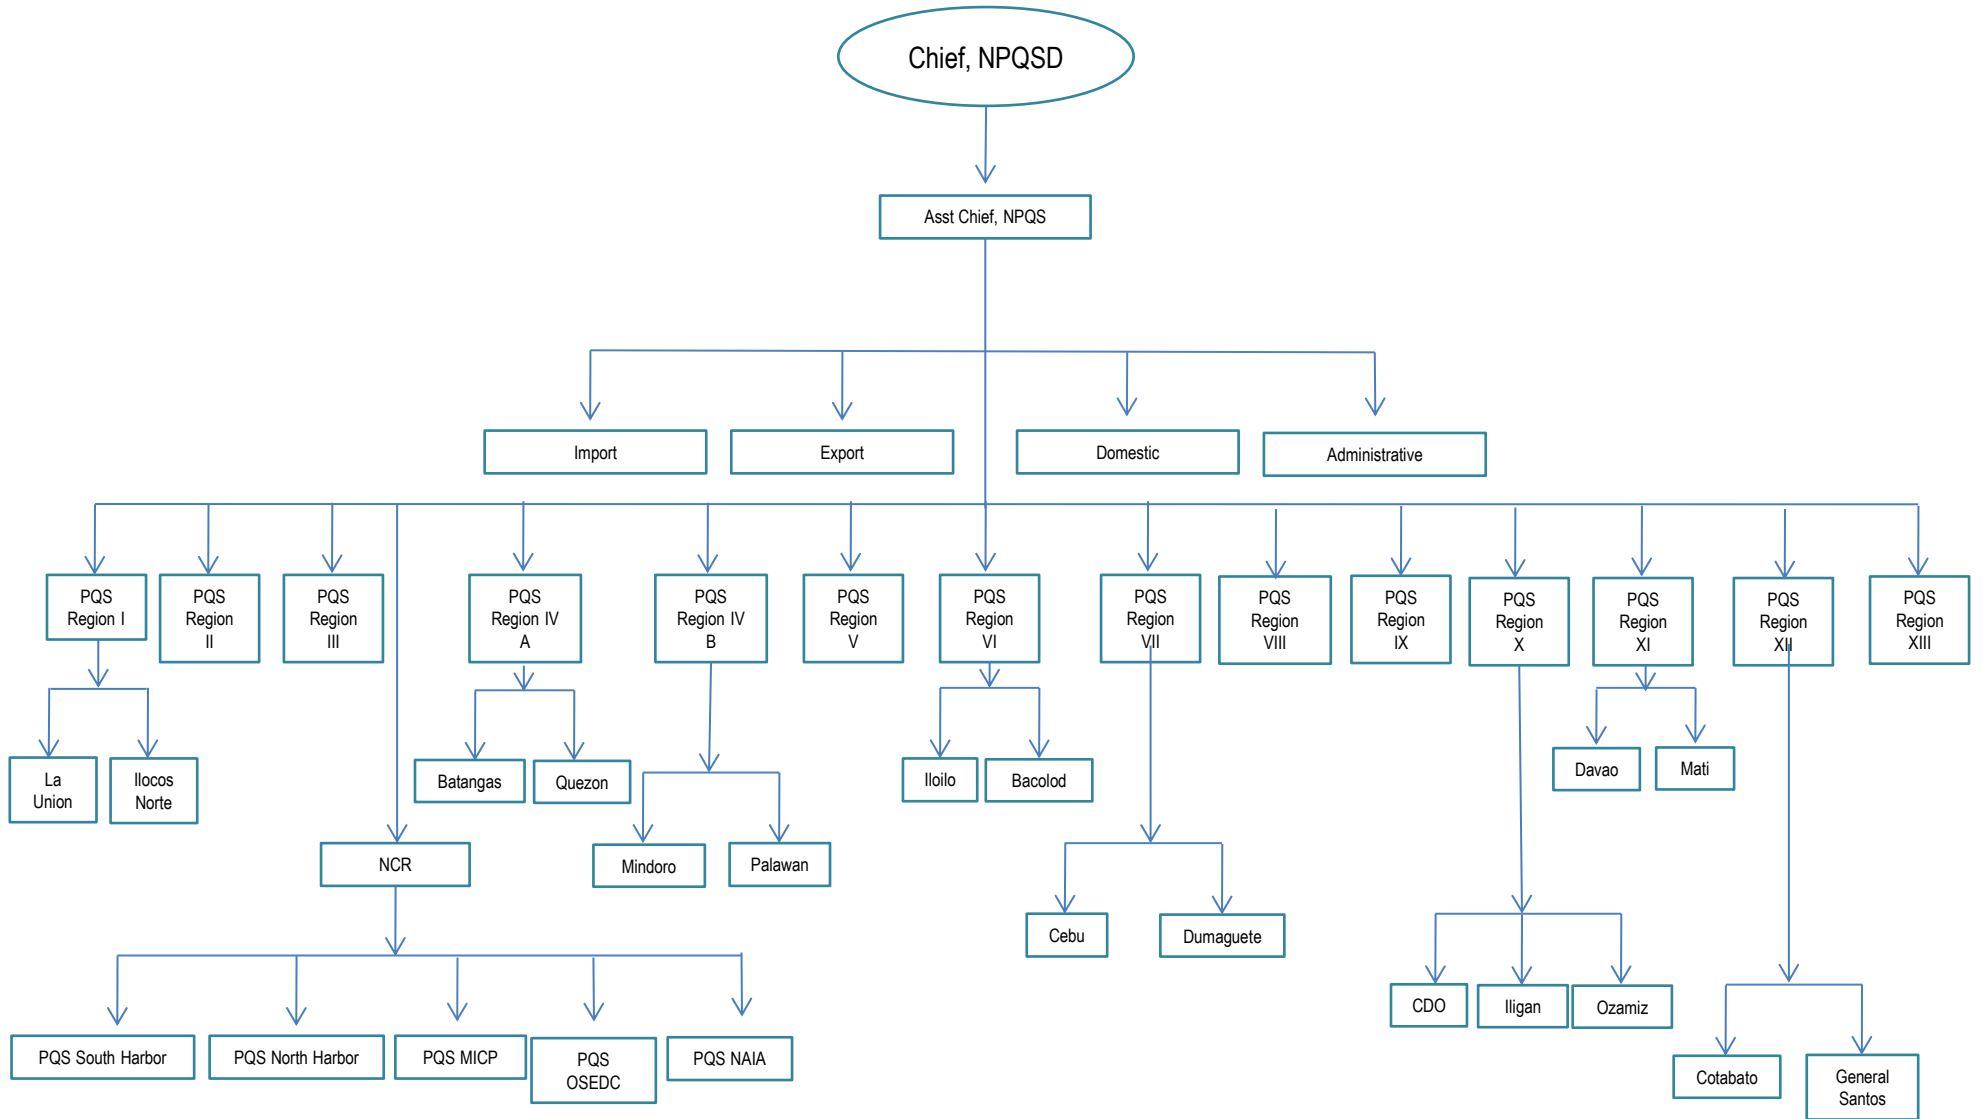 Chief, NPQSD
Asst Chief, NPQS
Import
Export
Domestic
Administrative
PQS
Region I
PQS
Region
II
PQS
Region
III
PQS
Region IV
A
PQS
Region IV
B
PQS
Region
V
PQS
Region
VI
PQS
Region
VII
PQS
Region
VIII
PQS
Region
IX
PQS
Region
X
PQS
Region
XI
PQS
Region
XII
PQS
Region
XIII
La
Union
Ilocos
Norte
Batangas
Quezon
Iloilo
Bacolod
Davao
Mati
NCR
Mindoro
Palawan
Cebu
Dumaguete
CDO
Iligan
Ozamiz
PQS South Harbor
PQS North Harbor
PQS MICP
PQS
OSEDC
PQS NAIA
Cotabato
General
Santos